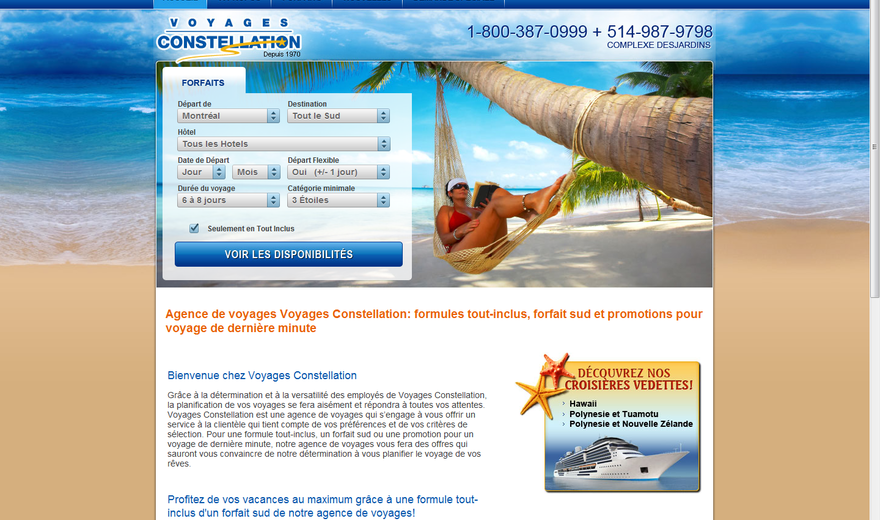 VOYAGES
CONSTELLATION
Depuis 1970
1-800-387-0999 + 514-987-9798
COMPLEXE DESJARDINS
FORFAITS
Départ de
Destination
Montréal
Tout le Sud
Hôtel
Tous les Hotels
Date de Départ
Départ Flexible
Jour
Mois
Oui (+/- 1 jour)
Durée du voyage
Catégorie minimale
6 à 8 jours
3 Étoiles
Seulement en Tout Inclus
VOIR LES DISPONIBILITÉS
Agence de voyages Voyages Constellation: formules tout-inclus, forfait sud et promotions pour
voyage de dernière minute
Bienvenue chez Voyages Constellation
Grâce à la détermination et à la versatilité des employés de Voyages Constellation,
la planification de vos voyages se fera aisément et répondra à toutes vos attentes.
Voyages Constellation est une agence de voyages qui s'engage à vous offrir un
service à la clientèle qui tient compte de vos préférences et de vos critères de
sélection. Pour une formule tout-inclus, un forfait sud ou une promotion pour un
voyage de dernière minute, notre agence de voyages vous fera des offres qui
sauront vous convaincre de notre détermination à vous planifier le voyage de vos
rêves.
DÉCOUVREZ NOS
CROISIÈRES VEDETTES!
› Hawaii
› Polynesie et Tuamotu
› Polynesie et Nouvelle Zélande
Profitez de vos vacances au maximum grâce à une formule tout-
inclus d'un forfait sud de notre agence de voyages!